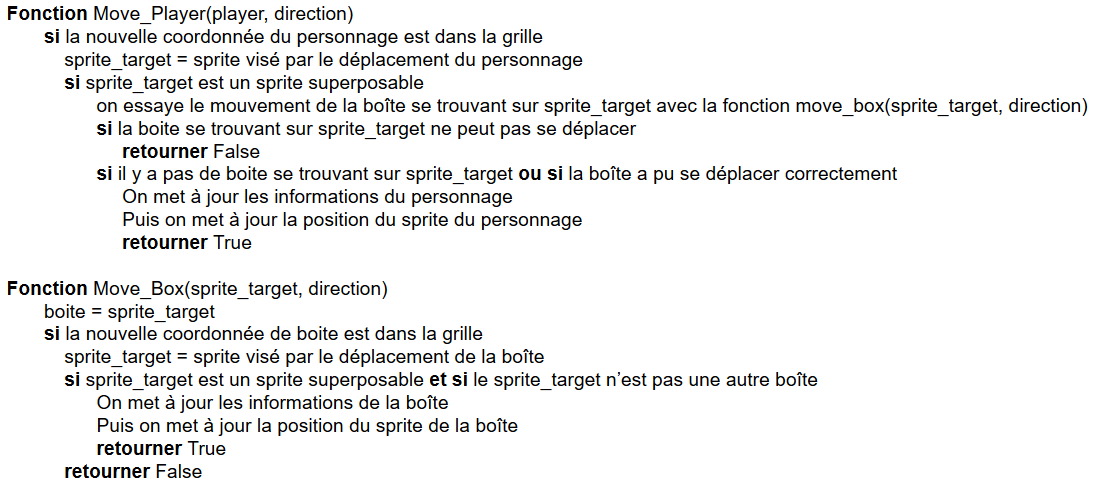 Fonction Move_Player(player, direction)
si la nouvelle coordonnée du personnage est dans la grille
sprite_target = sprite visé par le déplacement du personnage
si sprite_target est un sprite superposable
on essaye le mouvement de la boîte se trouvant sur sprite_target avec la fonction move_box(sprite_target, direction)
si la boite se trouvant sur sprite_target ne peut pas se déplacer
retourner False
si il y a pas de boite se trouvant sur sprite_target ou si la boîte a pu se déplacer correctement
On met à jour les informations du personnage
Puis on met à jour la position du sprite du personnage
retourner True
Fonction Move_Box(sprite_target, direction)
boite = sprite_target
si la nouvelle coordonnée de boite est dans la grille
sprite_target = sprite visé par le déplacement de la boîte
si sprite_target est un sprite superposable et si le sprite_target n’est pas une autre boîte
On met à jour les informations de la boîte
Puis on met à jour la position du sprite de la boîte
retourner True
retourner False